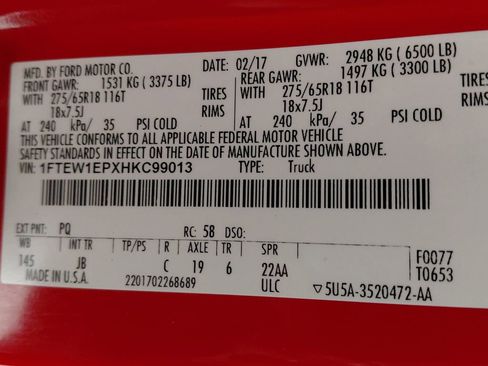 MFD. BY FORD MOTOR CO. DATE: 02/17 GVWR: 2948 KG ( 6500 LB)
FRONT GAWR: 1531 KG ( 3375 LB) REAR GAWR: 1497 KG ( 3300 LB)
WITH 275/65R18 116T TIRES WITH 275/65R18 116T TIRES
18x7.5J RIMS 18x7.5J RIMS
AT 240 kPa/ 35 PSI COLD AT 240 kPa/ 35 PSI COLD
THIS VEHICLE CONFORMS TO ALL APPLICABLE FEDERAL MOTOR VEHICLE
SAFETY STANDARDS IN EFFECT ON THE DATE OF MANUFACTURE SHOWN ABOVE.
VIN: 1FTEW1EPXHKC99013 TYPE: Truck
EXT PNT: PQ RC: 58 DSO:
WB INT TR TP/PS R AXLE TR SPR F0077
145 JB C 19 6 22AA T0653
MADE IN U.S.A. 2201702268689 ULC ▽5U5A-3520472-AA